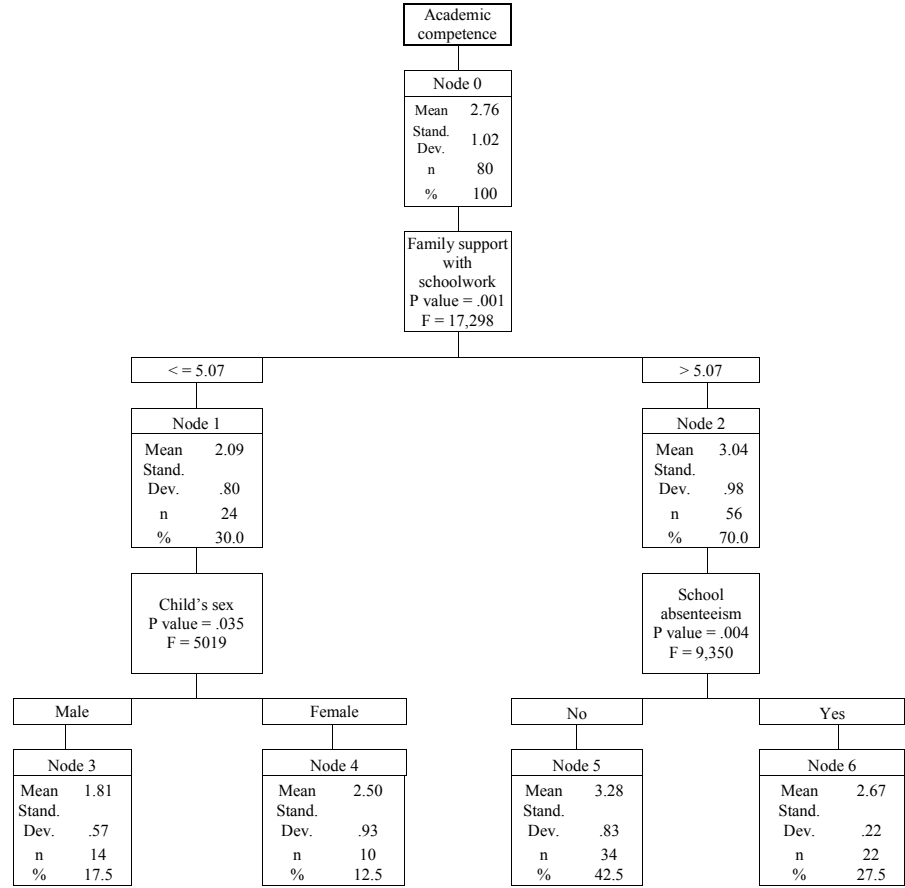 Academic
competence
Node 0
Mean 2.76
Stand.
Dev. 1.02
n 80
% 100
Family support
with
schoolwork
P value = .001
F = 17,298
< = 5.07
> 5.07
Node 1
Mean 2.09
Stand.
Dev. .80
n 24
% 30.0
Node 2
Mean 3.04
Stand.
Dev. .98
n 56
% 70.0
Child’s sex
P value = .035
F = 5019
School
absenteeism
P value = .004
F = 9,350
Male
Female
No
Yes
Node 3
Mean 1.81
Stand.
Dev. .57
n 14
% 17.5
Node 4
Mean 2.50
Stand.
Dev. .93
n 10
% 12.5
Node 5
Mean 3.28
Stand.
Dev. .83
n 34
% 42.5
Node 6
Mean 2.67
Stand.
Dev. .22
n 22
% 27.5